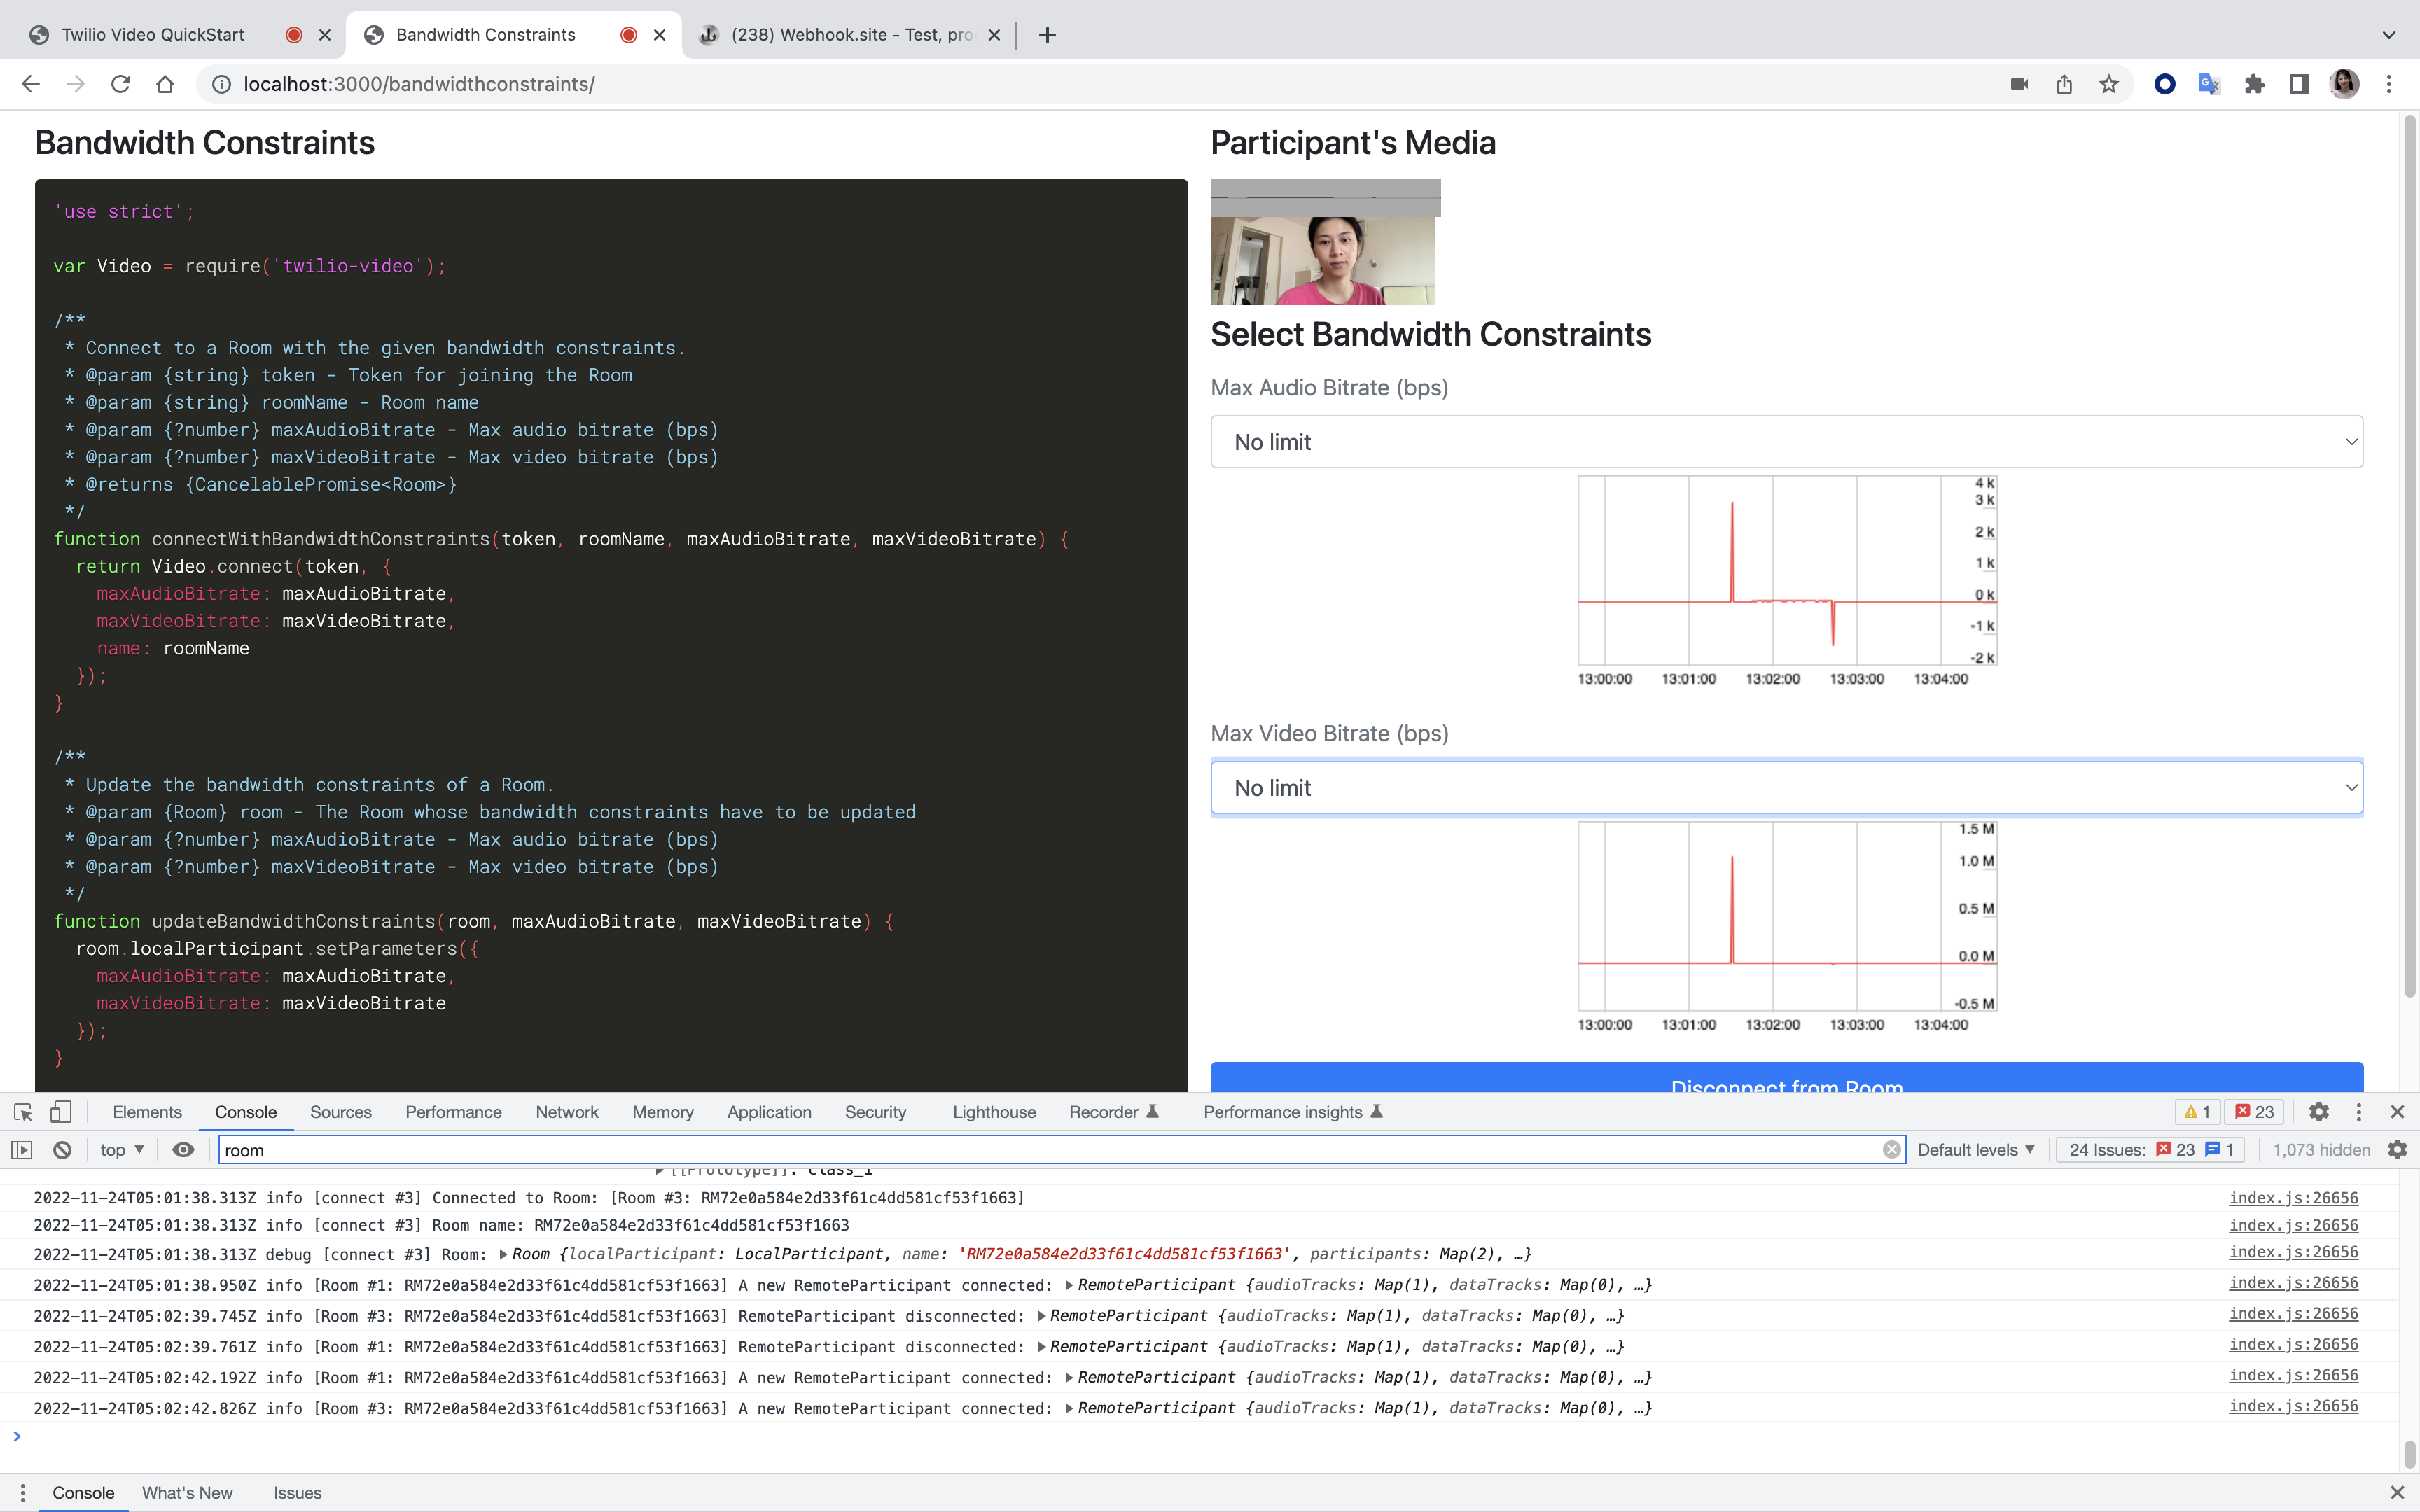 Twilio Video QuickStart
Bandwidth Constraints
(238) Webhook.site - Test, pro
localhost:3000/bandwidthconstraints/
Bandwidth Constraints
'use strict';
var Video = require('twilio-video');
/**
* Connect to a Room with the given bandwidth constraints.
* @param {string} token - Token for joining the Room
* @param {string} roomName - Room name
* @param {?number} maxAudioBitrate - Max audio bitrate (bps)
* @param {?number} maxVideoBitrate - Max video bitrate (bps)
* @returns {CancelablePromise<Room>}
*/
function connectWithBandwidthConstraints(token, roomName, maxAudioBitrate, maxVideoBitrate) {
return Video.connect(token, {
maxAudioBitrate: maxAudioBitrate,
maxVideoBitrate: maxVideoBitrate,
name: roomName
});
}
/**
* Update the bandwidth constraints of a Room.
* @param {Room} room - The Room whose bandwidth constraints have to be updated
* @param {?number} maxAudioBitrate - Max audio bitrate (bps)
* @param {?number} maxVideoBitrate - Max video bitrate (bps)
*/
function updateBandwidthConstraints(room, maxAudioBitrate, maxVideoBitrate) {
room.localParticipant.setParameters({
maxAudioBitrate: maxAudioBitrate,
maxVideoBitrate: maxVideoBitrate
});
}
Participant's Media
Select Bandwidth Constraints
Max Audio Bitrate (bps)
No limit
4 k
3 k
2 k
1 k
0 k
-1 k
-2 k
13:00:00 13:01:00 13:02:00 13:03:00 13:04:00
Max Video Bitrate (bps)
No limit
1.5 M
1.0 M
0.5 M
0.0 M
-0.5 M
13:00:00 13:01:00 13:02:00 13:03:00 13:04:00
Disconnect from Room
Elements Console Sources Performance Network Memory Application Security Lighthouse Recorder Performance insights 1 23
top ▼ room Default levels ▼ 24 Issues: 23 1 1,073 hidden
▶ [[Prototype]]: Class_1
2022-11-24T05:01:38.313Z info [connect #3] Connected to Room: [Room #3: RM72e0a584e2d33f61c4dd581cf53f1663] index.js:26656
2022-11-24T05:01:38.313Z info [connect #3] Room name: RM72e0a584e2d33f61c4dd581cf53f1663 index.js:26656
2022-11-24T05:01:38.313Z debug [connect #3] Room: ▶ Room {localParticipant: LocalParticipant, name: 'RM72e0a584e2d33f61c4dd581cf53f1663', participants: Map(2), …} index.js:26656
2022-11-24T05:01:38.950Z info [Room #1: RM72e0a584e2d33f61c4dd581cf53f1663] A new RemoteParticipant connected: ▶ RemoteParticipant {audioTracks: Map(1), dataTracks: Map(0), …} index.js:26656
2022-11-24T05:02:39.745Z info [Room #3: RM72e0a584e2d33f61c4dd581cf53f1663] RemoteParticipant disconnected: ▶ RemoteParticipant {audioTracks: Map(1), dataTracks: Map(0), …} index.js:26656
2022-11-24T05:02:39.761Z info [Room #1: RM72e0a584e2d33f61c4dd581cf53f1663] RemoteParticipant disconnected: ▶ RemoteParticipant {audioTracks: Map(1), dataTracks: Map(0), …} index.js:26656
2022-11-24T05:02:42.192Z info [Room #1: RM72e0a584e2d33f61c4dd581cf53f1663] A new RemoteParticipant connected: ▶ RemoteParticipant {audioTracks: Map(1), dataTracks: Map(0), …} index.js:26656
2022-11-24T05:02:42.826Z info [Room #3: RM72e0a584e2d33f61c4dd581cf53f1663] A new RemoteParticipant connected: ▶ RemoteParticipant {audioTracks: Map(1), dataTracks: Map(0), …} index.js:26656
Console What's New Issues